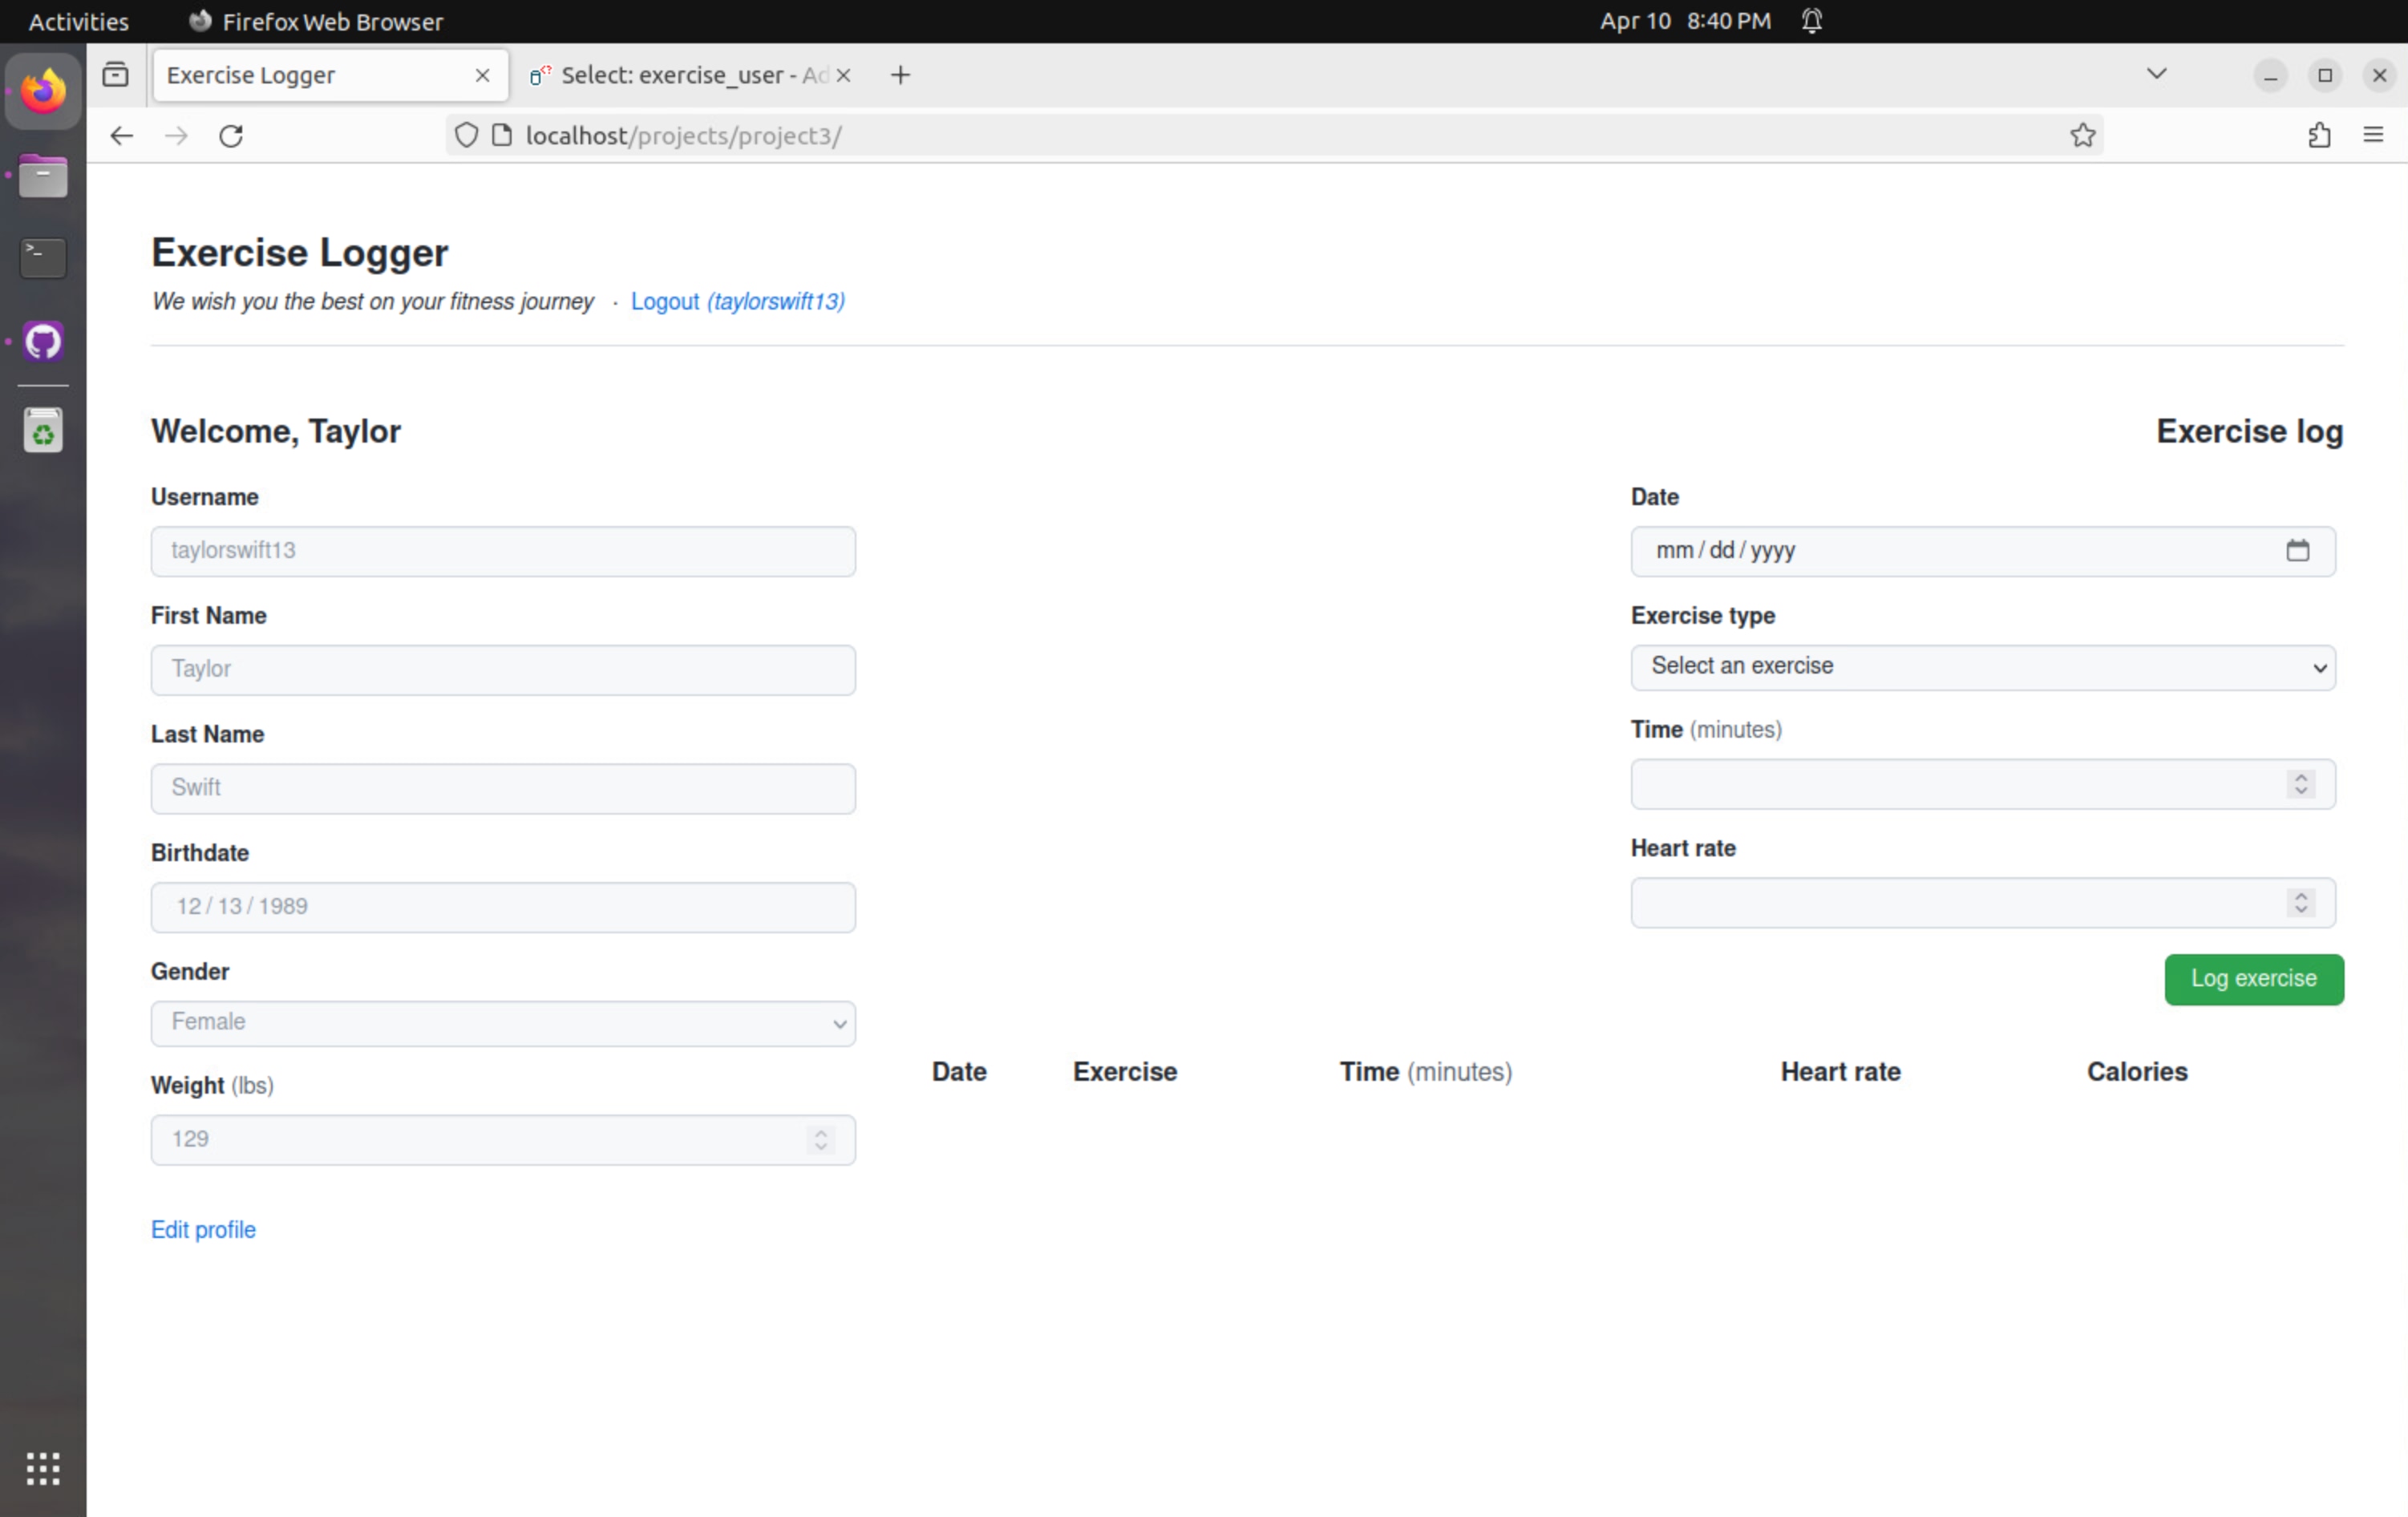 Activities
Firefox Web Browser
Apr 10 8:40 PM
Exercise Logger
Select: exercise_user - Ad
localhost/projects/project3/
Exercise Logger
We wish you the best on your fitness journey · Logout (taylorswift13)
Welcome, Taylor
Username
taylorswift13
First Name
Taylor
Last Name
Swift
Birthdate
12 / 13 / 1989
Gender
Female
Weight (lbs)
129
Edit profile
Exercise log
Date
mm / dd / yyyy
Exercise type
Select an exercise
Time (minutes)
Heart rate
Log exercise
Date Exercise Time (minutes) Heart rate Calories